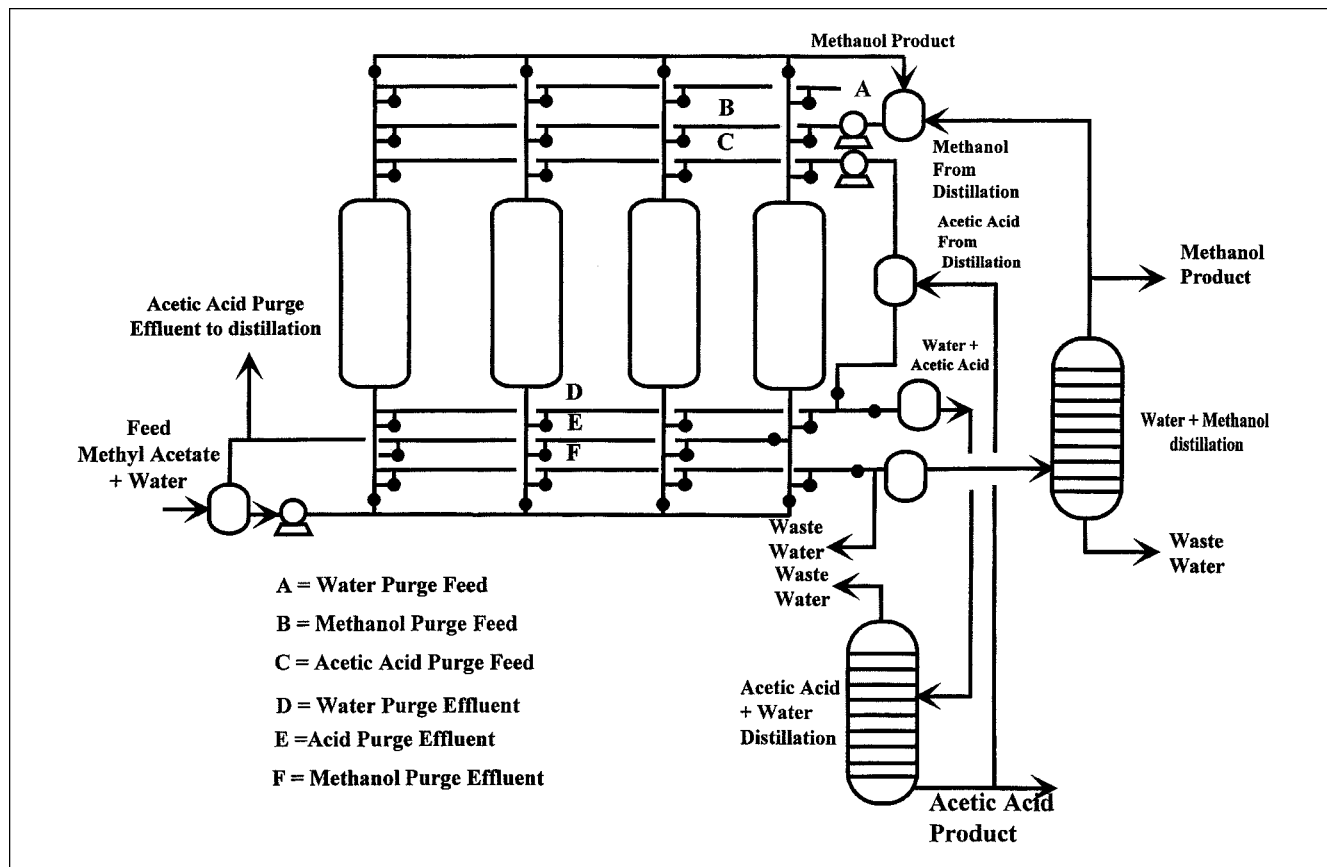 Methanol Product
A
B
C
Methanol
From
Distillation
Acetic Acid
From
Distillation
Methanol
Product
Acetic Acid Purge
Effluent to distillation
Water +
Acetic Acid
D
E
F
Feed
Methyl Acetate
+ Water
Water + Methanol
distillation
Waste
Water
Waste
Water
Waste
Water
A = Water Purge Feed
B = Methanol Purge Feed
C = Acetic Acid Purge Feed
D = Water Purge Effluent
E =Acid Purge Effluent
F = Methanol Purge Effluent
Acetic Acid
+ Water
Distillation
Acetic Acid
Product